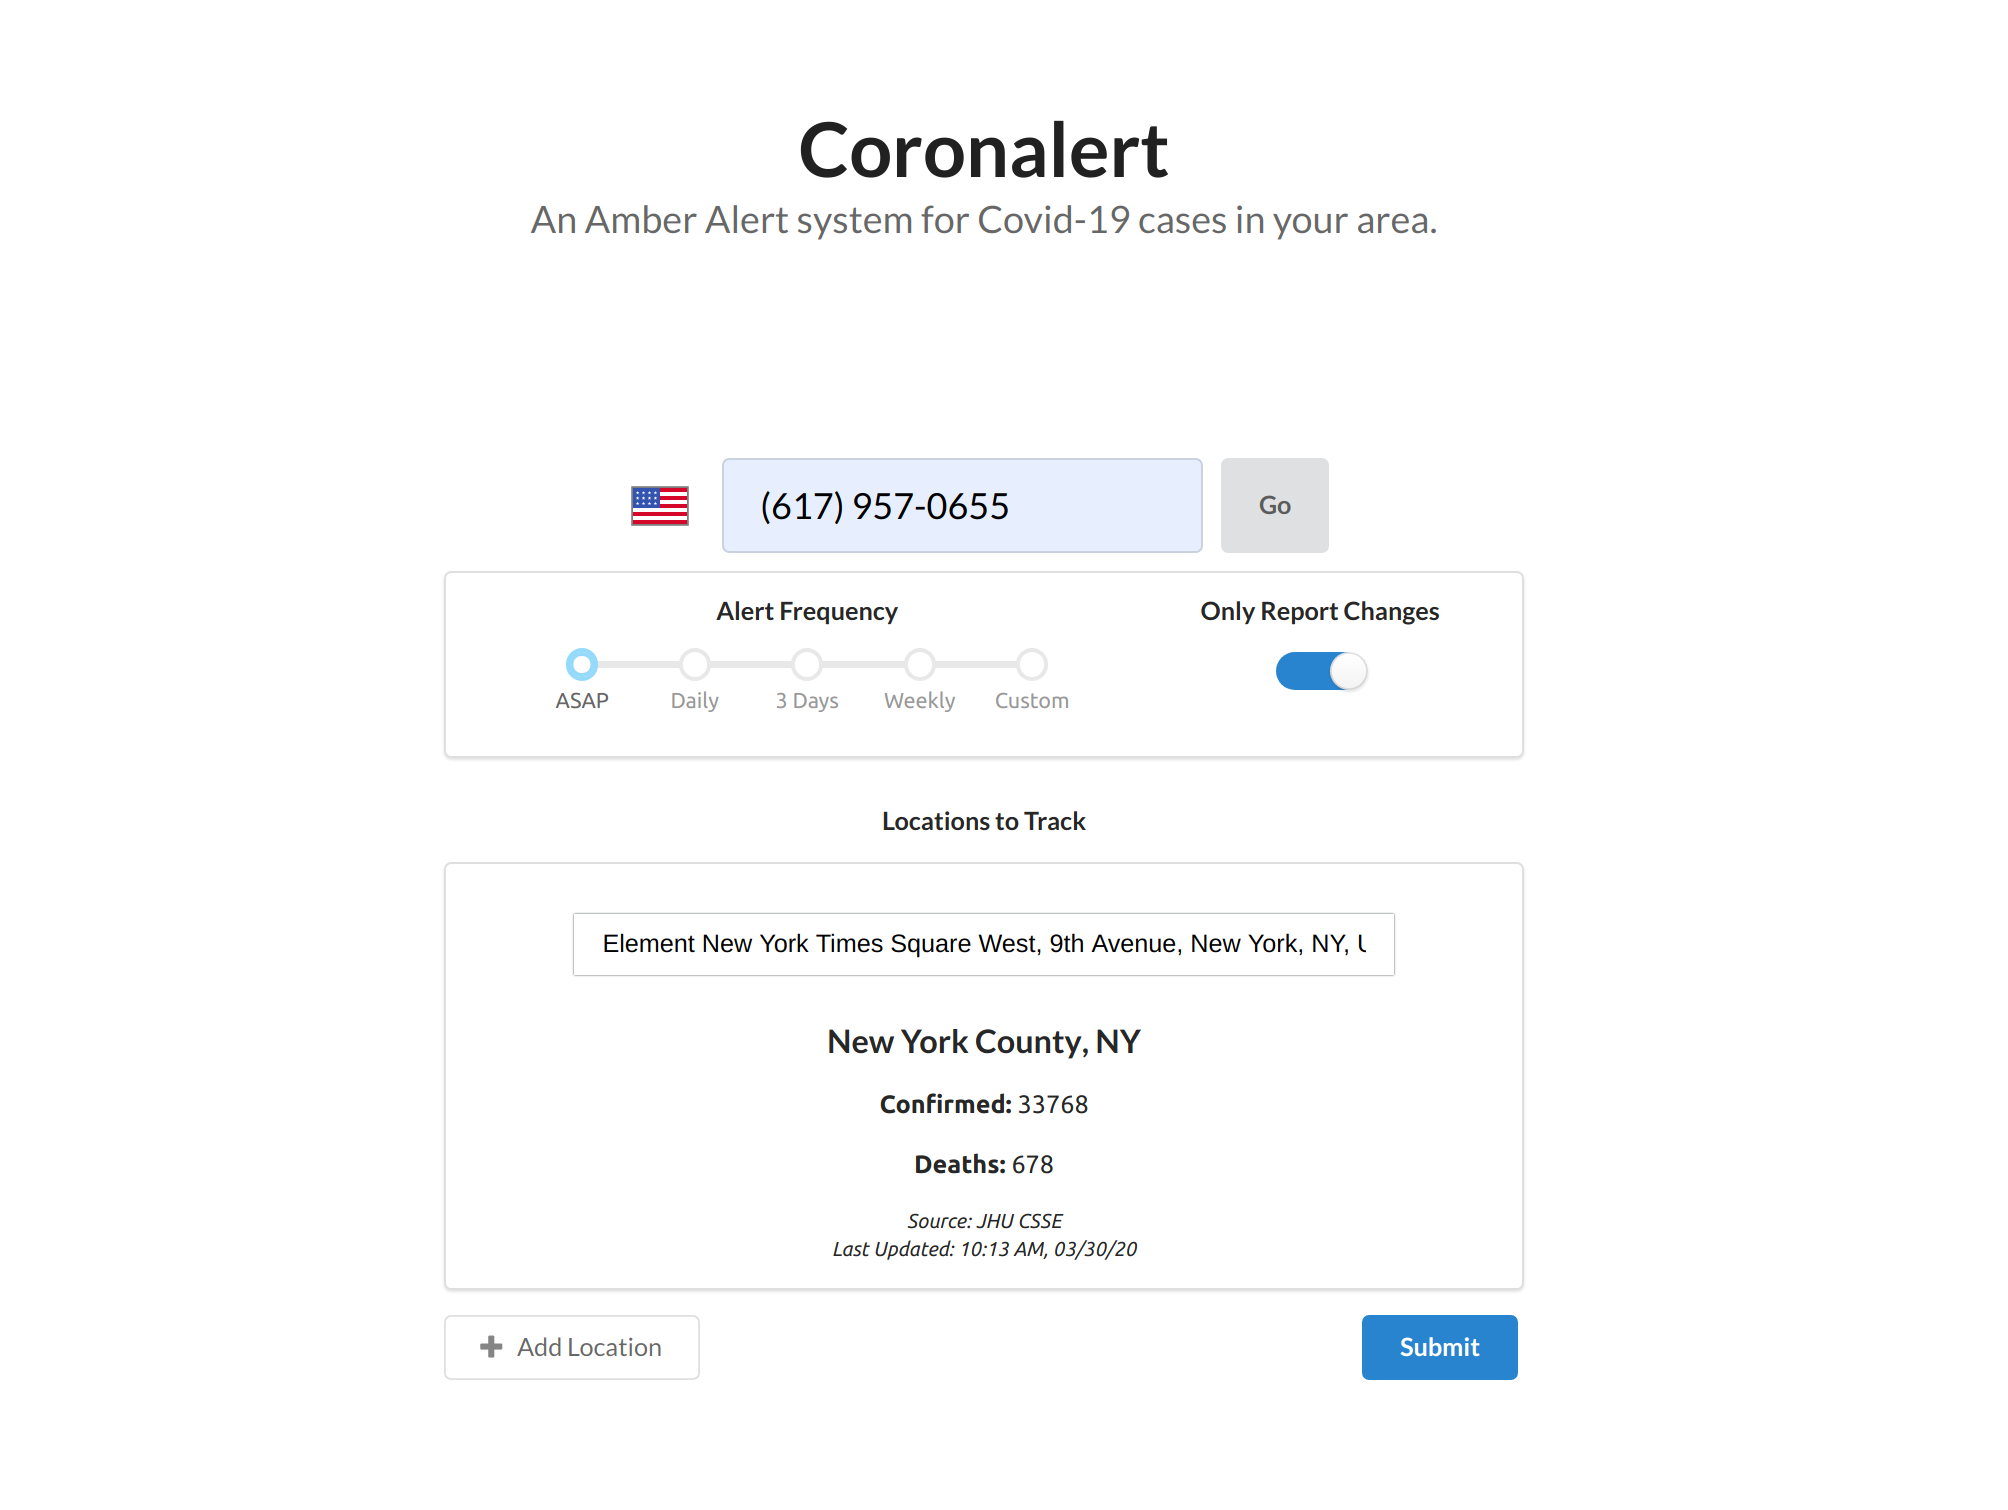 Coronalert
An Amber Alert system for Covid-19 cases in your area.
(617) 957-0655
Go
Alert Frequency
Only Report Changes
ASAP
Daily
3 Days
Weekly
Custom
Locations to Track
Element New York Times Square West, 9th Avenue, New York, NY,
New York County, NY
Confirmed: 33768
Deaths: 678
Source: JHU CSSE
Last Updated: 10:13 AM, 03/30/20
Add Location
Submit